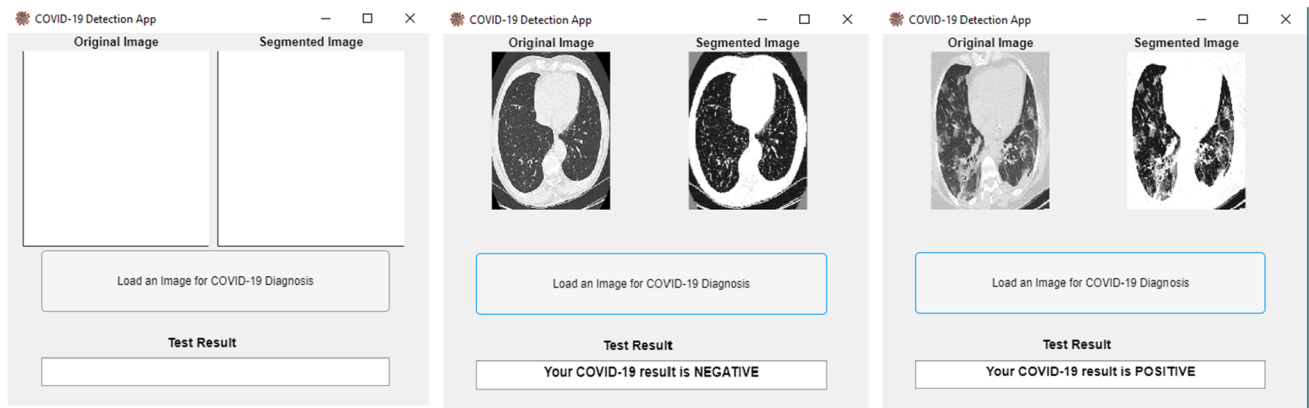 COVID-19 Detection App
Original Image Segmented Image
Load an Image for COVID-19 Diagnosis
Test Result
COVID-19 Detection App
Original Image Segmented Image
Load an Image for COVID-19 Diagnosis
Test Result
Your COVID-19 result is NEGATIVE
COVID-19 Detection App
Original Image Segmented Image
Load an Image for COVID-19 Diagnosis
Test Result
Your COVID-19 result is POSITIVE